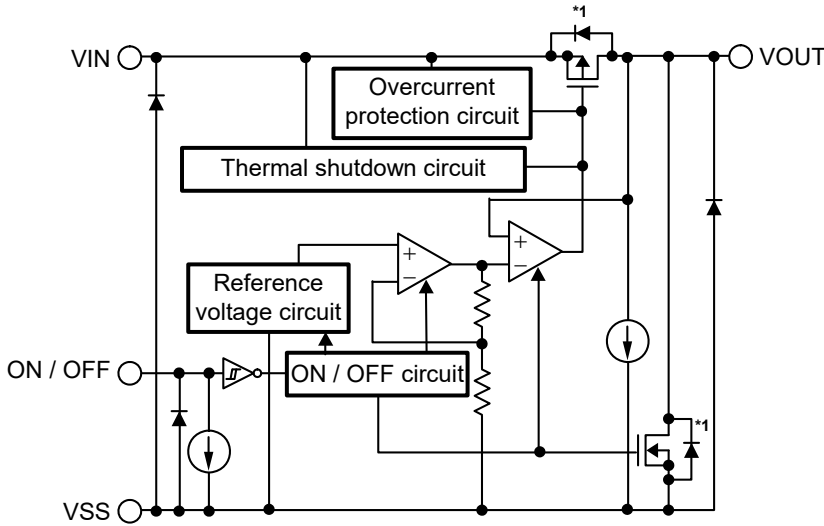 *1
VIN
VOUT
Overcurrent
protection circuit
Thermal shutdown circuit
+
−
+
−
Reference
voltage circuit
ON / OFF
ON / OFF circuit
*1
VSS